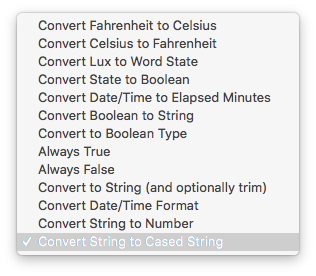 Convert Fahrenheit to Celsius
Convert Celsius to Fahrenheit
Convert Lux to Word State
Convert State to Boolean
Convert Date/Time to Elapsed Minutes
Convert Boolean to String
Convert to Boolean Type
Always True
Always False
Convert to String (and optionally trim)
Convert Date/Time Format
Convert String to Number
✓ Convert String to Cased String